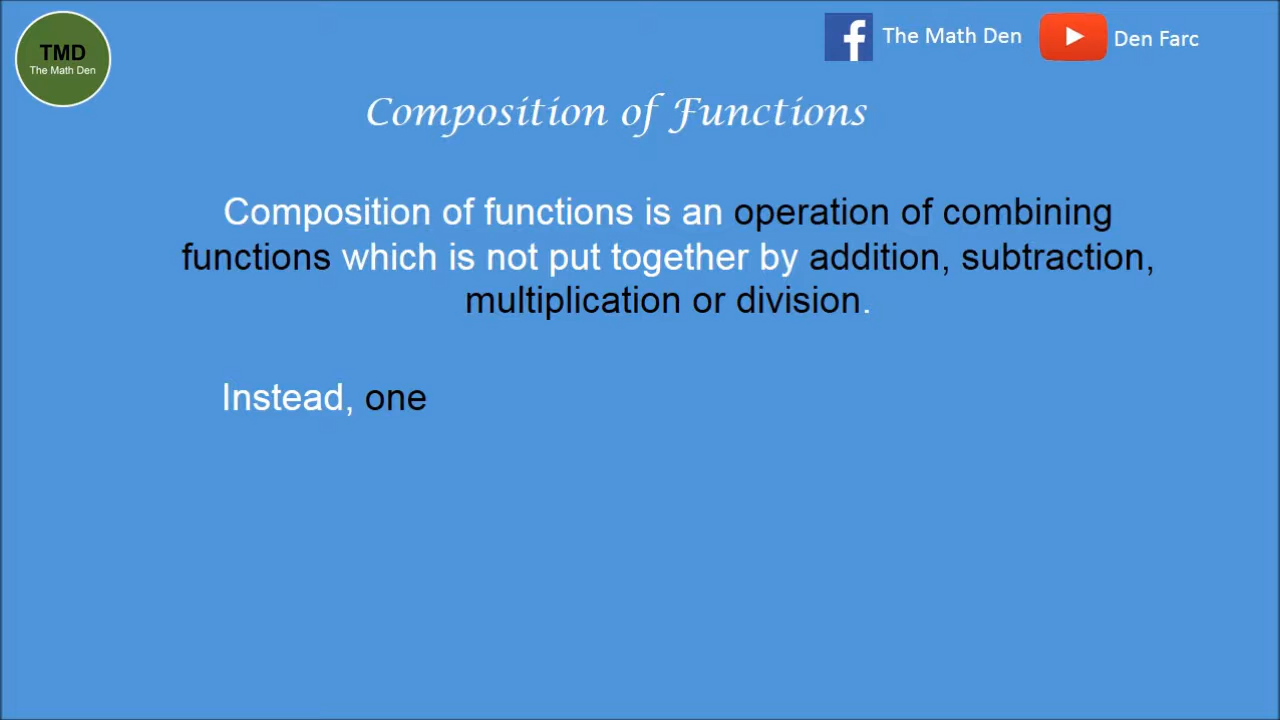 TMD
The Math Den
The Math Den
Den Farc
Composition of Functions
Composition of functions is an operation of combining
functions which is not put together by addition, subtraction,
multiplication or division.
Instead, one